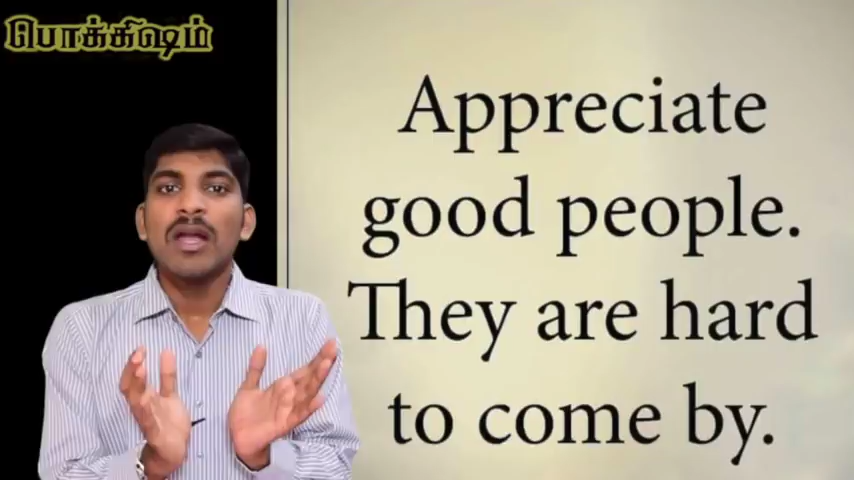 பொக்கிஷம்
Appreciate
good people.
They are hard
to come by.